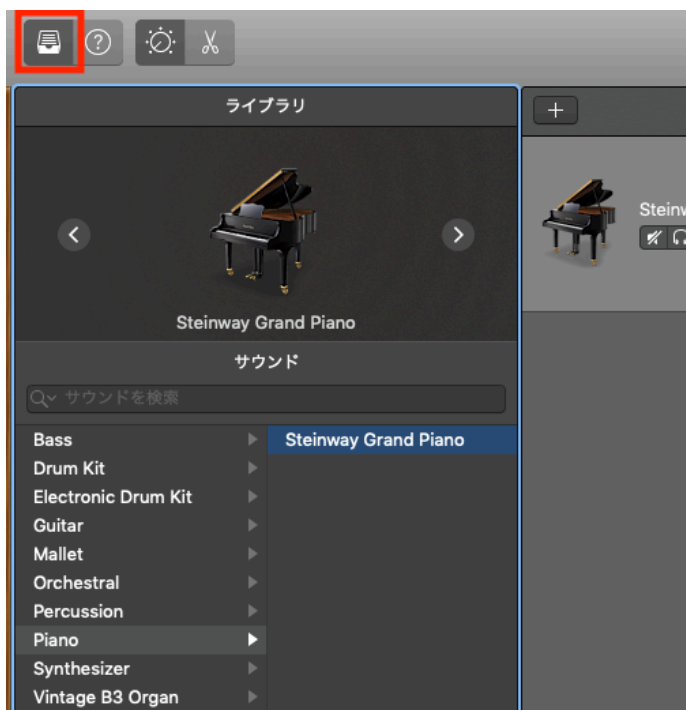 ライブラリ
Steinway Grand Piano
サウンド
サウンドを検索
Bass
Steinway Grand Piano
Drum Kit
Electronic Drum Kit
Guitar
Mallet
Orchestral
Percussion
Piano
Synthesizer
Vintage B3 Organ
Steinw